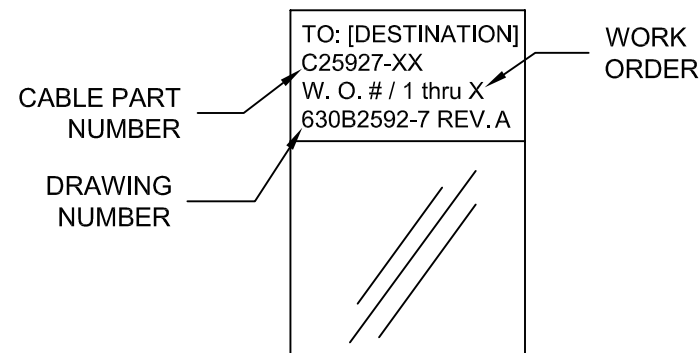 TO: [DESTINATION]
C25927-XX
W. O. # / 1 thru X
630B2592-7 REV. A
WORK
ORDER
CABLE PART
NUMBER
DRAWING
NUMBER